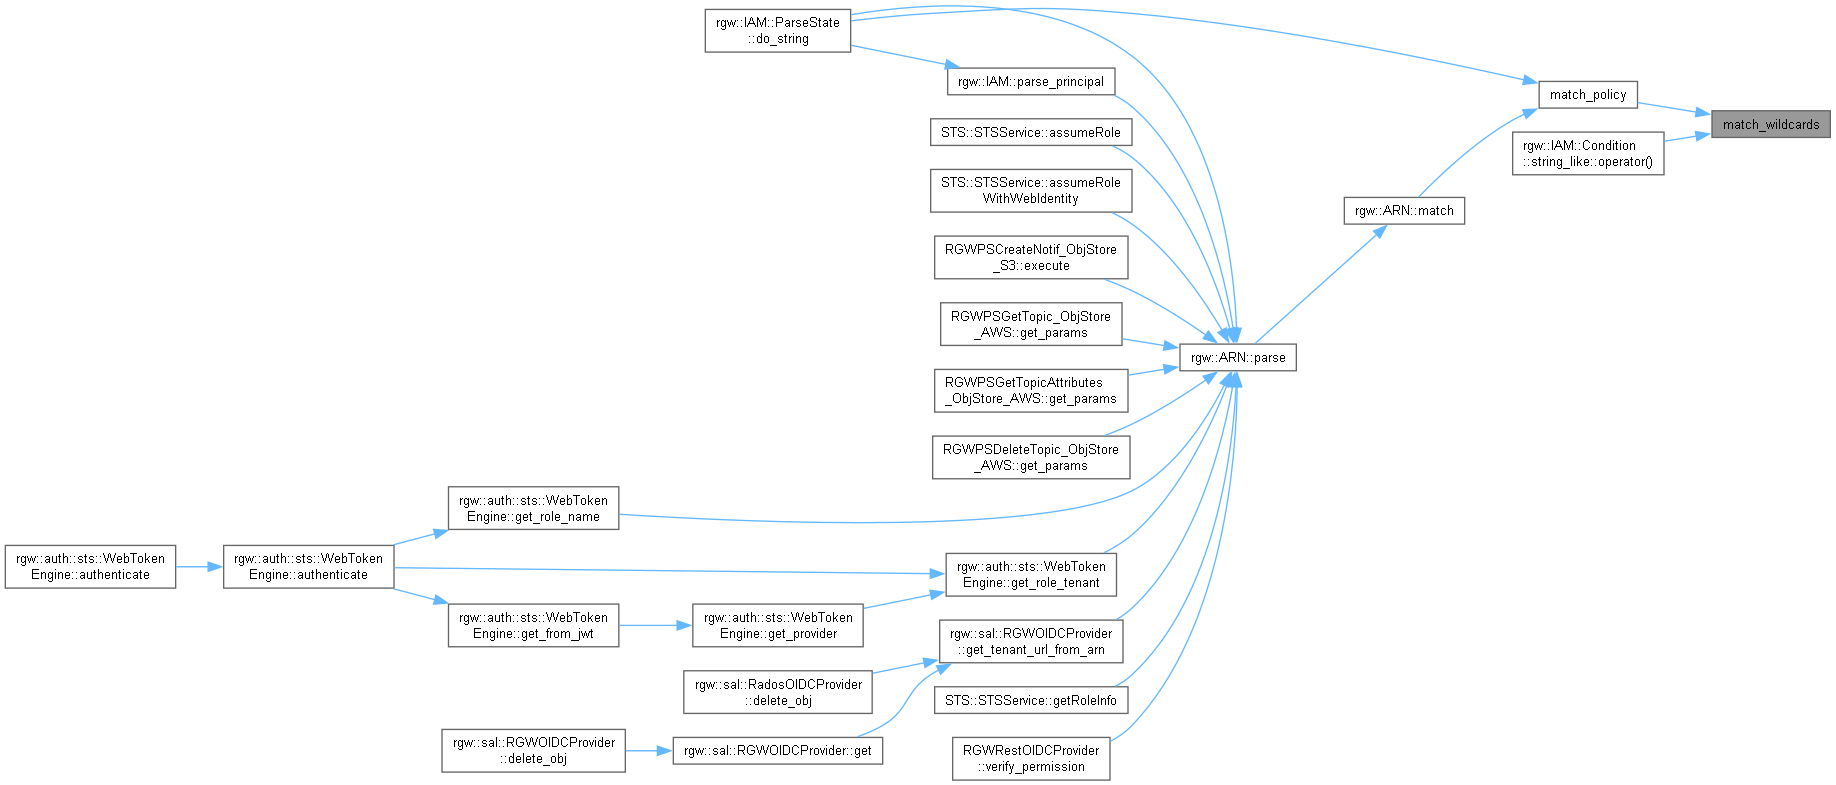 rgw::IAM::ParseState
::do_string
rgw::IAM::parse_principal
match_policy
match_wildcards
STS::STSService::assumeRole
rgw::IAM::Condition
::string_like::operator()
STS::STSService::assumeRole
WithWebIdentity
rgw::ARN::match
RGWPSCreateNotif_ObjStore
_S3::execute
RGWPSGetTopic_ObjStore
_AWS::get_params
rgw::ARN::parse
RGWPSGetTopicAttributes
_ObjStore_AWS::get_params
RGWPSDeleteTopic_ObjStore
_AWS::get_params
rgw::auth::sts::WebToken
Engine::get_role_name
rgw::auth::sts::WebToken
Engine::authenticate
rgw::auth::sts::WebToken
Engine::authenticate
rgw::auth::sts::WebToken
Engine::get_role_tenant
rgw::auth::sts::WebToken
Engine::get_from_jwt
rgw::auth::sts::WebToken
Engine::get_provider
rgw::sal::RGWOIDCProvider
::get_tenant_url_from_arn
rgw::sal::RadosOIDCProvider
::delete_obj
STS::STSService::getRoleInfo
rgw::sal::RGWOIDCProvider
::delete_obj
rgw::sal::RGWOIDCProvider::get
RGWRestOIDCProvider
::verify_permission